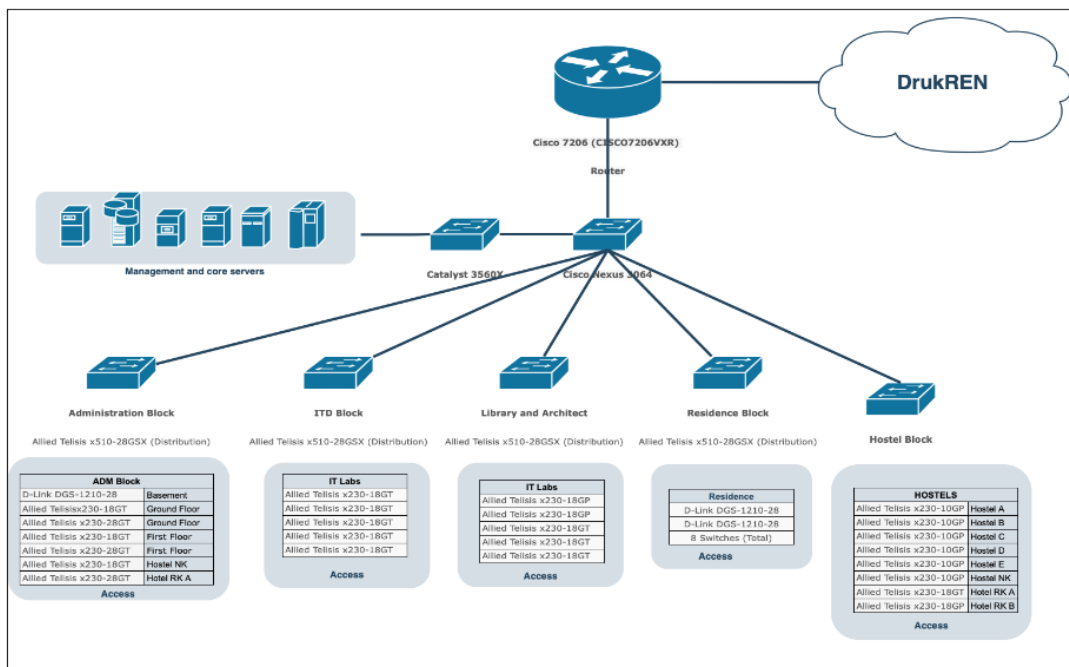 DrukREN
Cisco 7206 (CISCO7206VXR)
Router
Management and core servers
Catalyst 3560X
Cisco Nexus 3064
Administration Block
ITD Block
Library and Architect
Residence Block
Hostel Block
Allied Telisis x510-28GSX (Distribution)
Allied Telisis x510-28GSX (Distribution)
Allied Telisis x510-28GSX (Distribution)
Allied Telisis x510-28GSX (Distribution)
ADM Block
D-Link DGS-1210-28 Basement
Allied Telisisx230-18GT Ground Floor
Allied Telisis x230-28GT Ground Floor
Allied Telisis x230-18GT First Floor
Allied Telisis x230-28GT First Floor
Allied Telisis x230-28GT Hostel NK
Allied Telisis x230-28GT Hotel RK A
Access
IT Labs
Allied Telisis x230-18GT
Allied Telisis x230-18GT
Allied Telisis x230-18GT
Allied Telisis x230-18GT
Allied Telisis x230-18GT
Access
IT Labs
Allied Telisis x230-18GP
Allied Telisis x230-18GP
Allied Telisis x230-18GT
Allied Telisis x230-18GT
Allied Telisis x230-18GT
Access
Residence
D-Link DGS-1210-28
D-Link DGS-1210-28
8 Switches (Total)
Access
HOSTELS
Allied Telisis x230-10GP Hostel A
Allied Telisis x230-10GP Hostel B
Allied Telisis x230-10GP Hostel C
Allied Telisis x230-10GP Hostel D
Allied Telisis x230-10GP Hostel E
Allied Telisis x230-10GP Hostel NK
Allied Telisis x230-18GT Hotel RK A
Allied Telisis x230-18GP Hotel RK B
Access